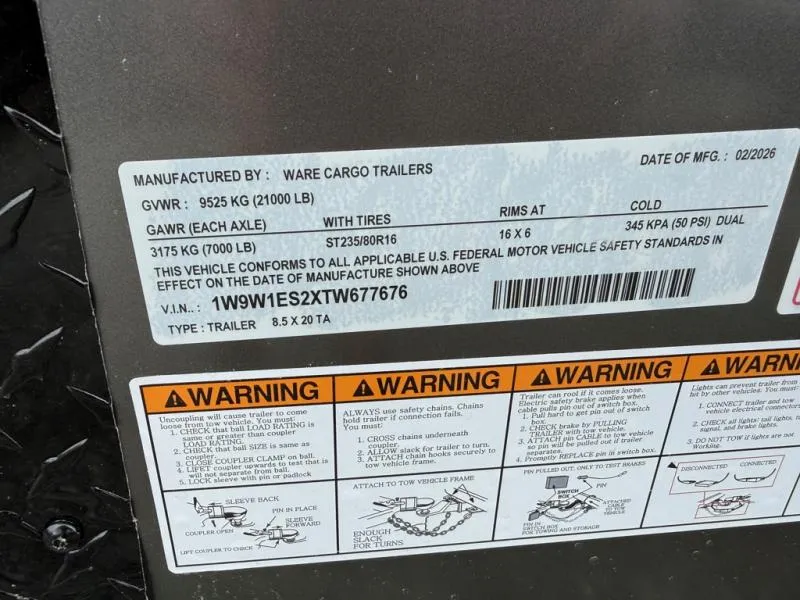 MANUFACTURED BY : WARE CARGO TRAILERS DATE OF MFG. : 02/2026
GVWR : 9525 KG (21000 LB)
GAWR (EACH AXLE) WITH TIRES RIMS AT COLD
3175 KG (7000 LB) ST235/80R16 16 X 6 345 KPA (50 PSI) DUAL
THIS VEHICLE CONFORMS TO ALL APPLICABLE U.S. FEDERAL MOTOR VEHICLE SAFETY STANDARDS IN
EFFECT ON THE DATE OF MANUFACTURE SHOWN ABOVE
V.I.N.. : 1W9W1ES2XTW677676
TYPE : TRAILER 8.5 X 20 TA
WARNING
Uncoupling will cause trailer to come
loose from tow vehicle. You must:
1. CHECK that ball LOAD RATING is
same or greater than coupler
LOAD RATING.
2. CHECK that ball SIZE is same as
coupler.
3. CLOSE COUPLER CLAMP on ball.
4. LIFET coupler upwards to test that is
will not separate from ball.
5. LOCK sleeve with pin or padlock
SLEEVE BACK
PIN IN PLACE
SLEEVE
FORWARD
COUPLER OPEN
LIFT COUPLER TO CHECK
WARNING
ALWAYS use safety chains. Chains
hold trailer if connection fails.
You must:
1. CROSS chains underneath
coupler.
2. ALLOW slack for trailer to turn.
3. ATTACH chain hooks securely to
tow vehicle frame.
ATTACH TO TOW VEHICLE FRAME
ENOUGH
SLACK
FOR TURNS.
WARNING
Trailer can rool if it comes loose.
Electric safety brake applies when
cable pulls pin out of switch box.
1. Pull hard to get pin out of switch
box.
2. CHECK brake by PULLING
TRAILER with tow vehicle.
3. ATTACH pin CABLE to tow vehicle
so pin will be pulled out if trailer
separates.
4. Promptly REPLACE pin in switch box.
PIN PULLED OUT, ONLY TO TEST BRAKES
SWITCH
BOX
PIN
ATTACHED
CABLE
TO TOW
VEHICLE
PIN IN
SWITCH BOX
FOR TOWING AND STORAGE
WARNING
Lights can prevent trailer from
hit by other vehicles. You must:
1. CONNECT trailer and tow
vehicle electrical connectors
2. CHECK all lights: tail lights,
signal, and brake lights.
3. DO NOT TOW if lights are not
Working.
DISCONNECTED CONNECTED